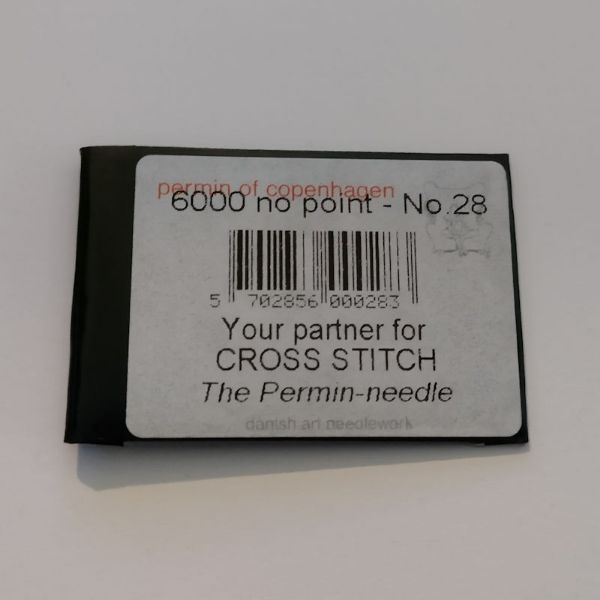 permin of copenhagen
6000 no point - No.28
5 702856 000283
Your partner for
CROSS STITCH
The Permin-needle
danish art needlework